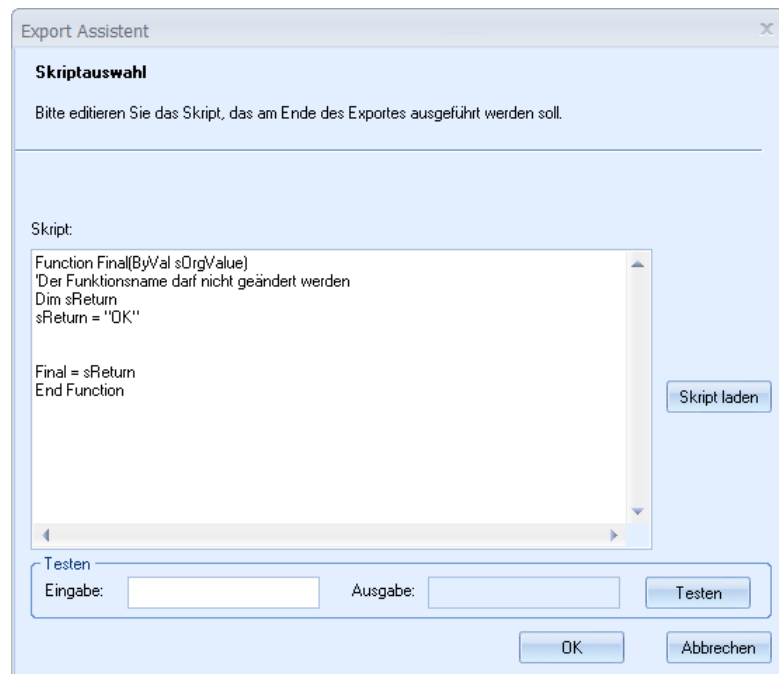 Export Assistent
Skriptauswahl
Bitte editieren Sie das Skript, das am Ende des Exportes ausgeführt werden soll.
Skript:
Function Final(ByVal sOrgValue)
'Der Funktionsname darf nicht geändert werden
Dim sReturn
sReturn = "OK"
Final = sReturn
End Function
Skript laden
Testen
Eingabe:
Ausgabe:
Testen
OK
Abbrechen